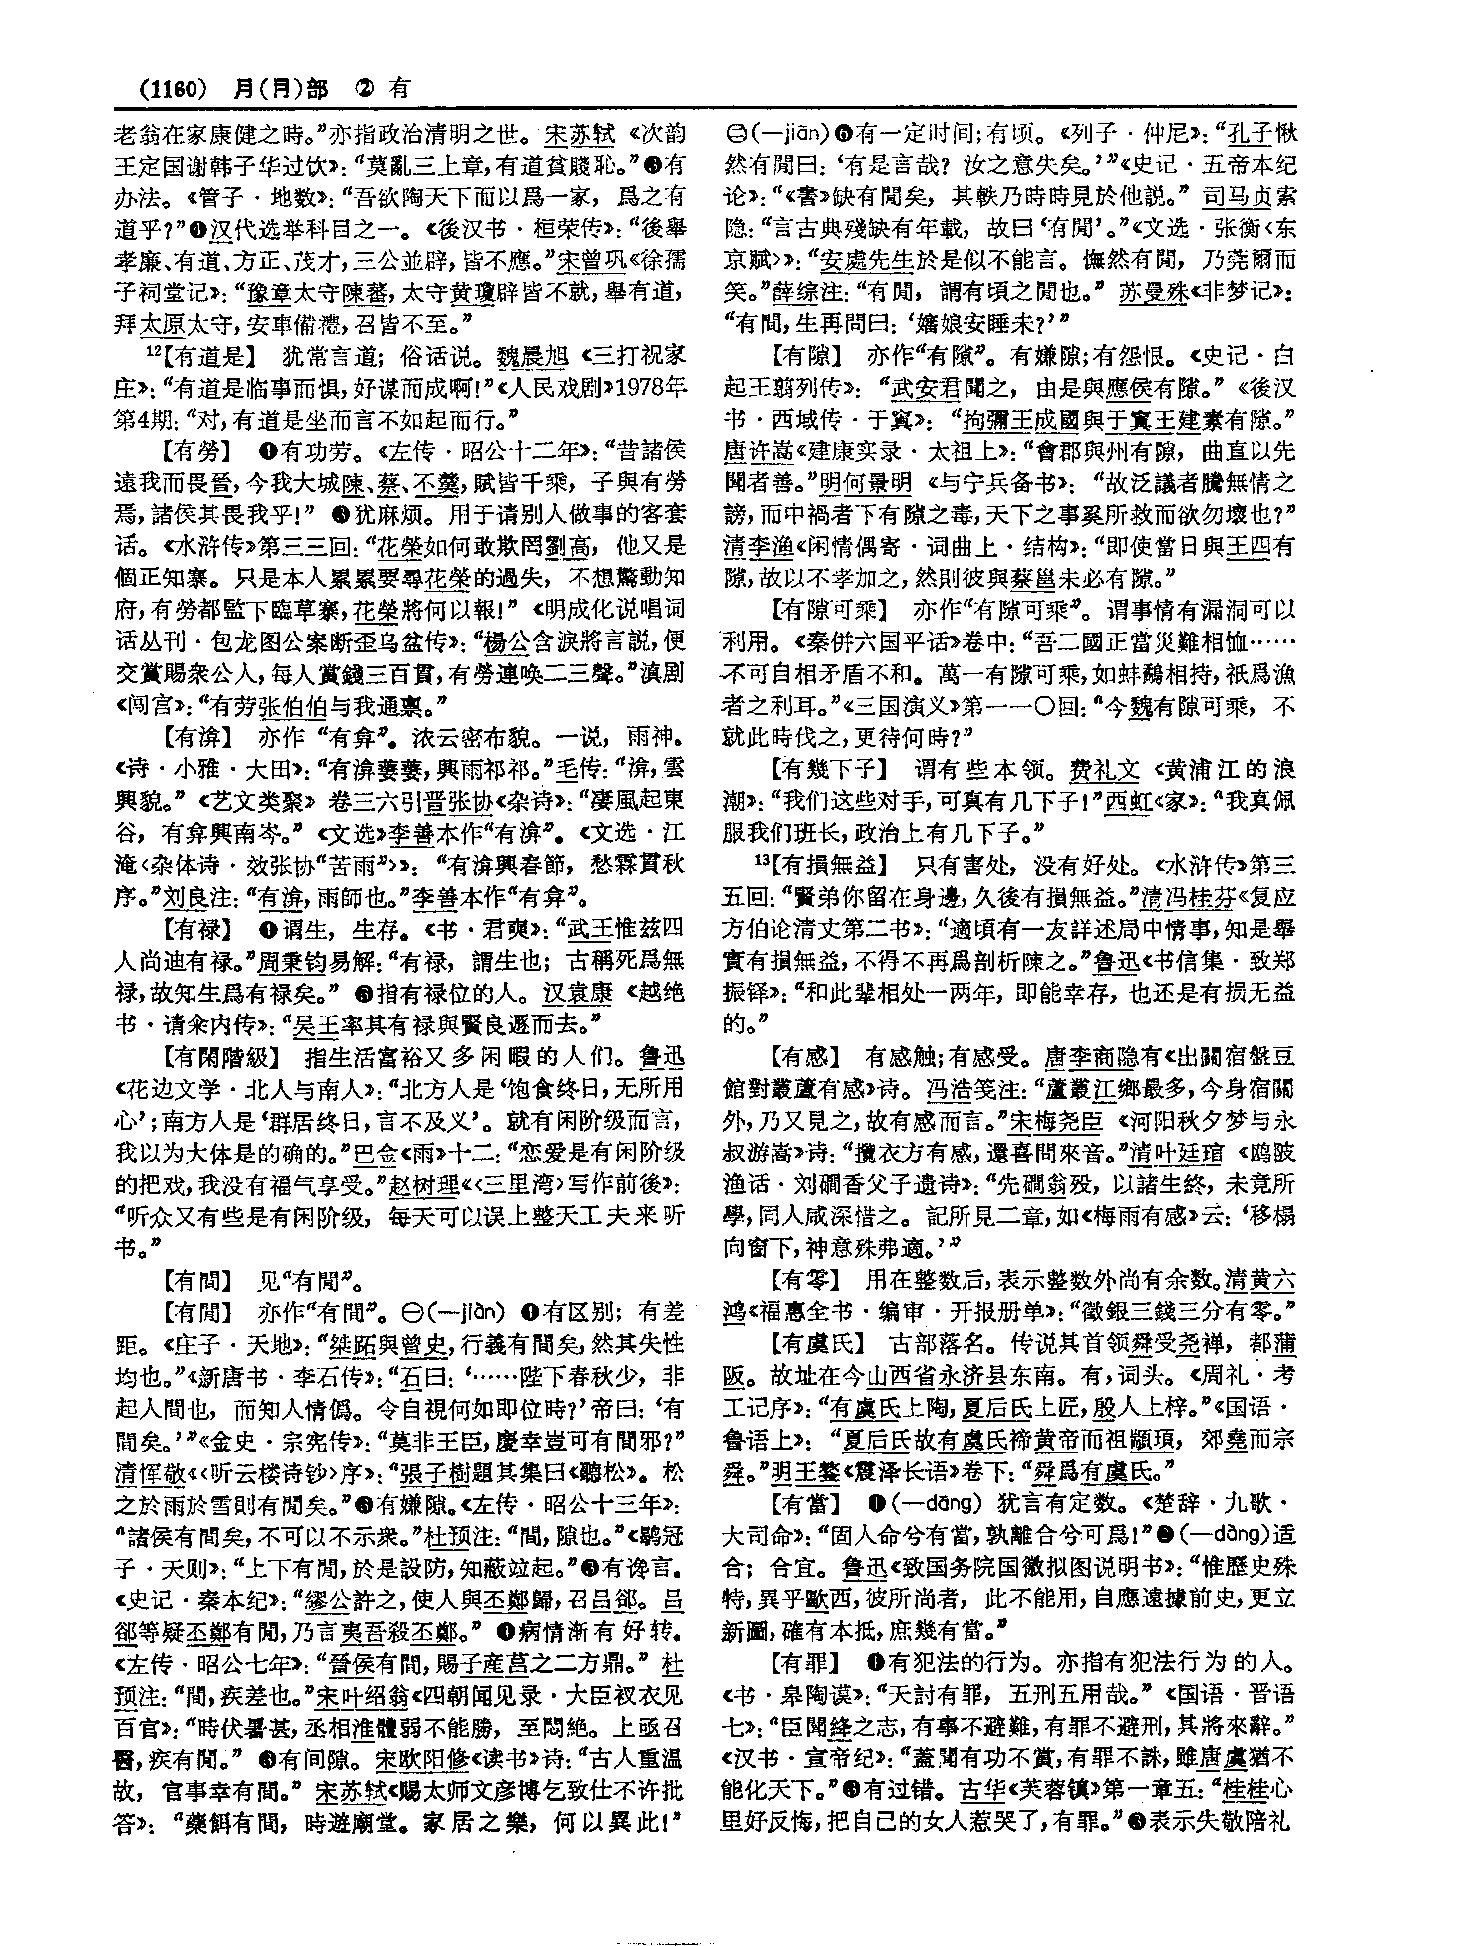 (1160) 月(月)部 ② 有
老翁在家康健之時。”亦指政治清明之世。宋苏轼《次韵
王定国谢韩子华过饮》：“莫亂三上章，有道貧賤恥。”❸有
办法。《管子·地数》：“吾欲陶天下而以爲一家，爲之有
道乎？”❹汉代选举科目之一。《後汉书·桓荣传》：“後舉
孝廉、有道、方正、茂才，三公並辟，皆不應。”宋曾巩《徐孺
子祠堂记》：“豫章太守陳蕃，太守黄瓊辟皆不就，舉有道，
拜太原太守，安車備禮，召皆不至。”
¹²【有道是】 犹常言道；俗话说。魏晨旭《三打祝家
庄》：“有道是临事而惧，好谋而成啊！”《人民戏剧》1978年
第4期：“对，有道是坐而言不如起而行。”
【有勞】 ❶有功劳。《左传·昭公十二年》：“昔諸侯
遠我而畏晉，今我大城陳、蔡、不羹，賦皆千乘，子與有勞
焉，諸侯其畏我乎！” ❷犹麻烦。用于请别人做事的客套
话。《水浒传》第三三回：“花榮如何敢欺罔劉高，他又是
個正知寨。只是本人累累要尋花榮的過失，不想驚動知
府，有勞都監下臨草寨，花榮將何以報！” 《明成化说唱词
话丛刊·包龙图公案断歪乌盆传》：“楊公含淚將言説，便
交賞賜衆公人，每人賞錢三百貫，有勞連唤二三聲。”滇剧
《闯宫》：“有劳张伯伯与我通禀。”
【有渰】 亦作“有弇”。浓云密布貌。一说，雨神。
《诗·小雅·大田》：“有渰萋萋，興雨祁祁。”毛传：“渰，雲
興貌。”《艺文类聚》卷三六引晋张协《杂诗》：“凄風起東
谷，有弇興南岑。”《文选》李善本作“有渰”。《文选·江
淹〈杂体诗·效张协“苦雨”〉》：“有渰興春節，愁霖貫秋
序。”刘良注：“有渰，雨師也。”李善本作“有弇”。
【有禄】 ❶谓生，生存。《书·君奭》：“武王惟兹四
人尚迪有禄。”周秉钧易解：“有禄，謂生也；古稱死爲無
禄，故知生爲有禄矣。” ❷指有禄位的人。汉袁康《越绝
书·请籴内传》：“吴王率其有禄與賢良遯而去。”
【有閑階級】 指生活富裕又多闲暇的人们。鲁迅
《花边文学·北人与南人》：“北方人是‘饱食终日，无所用
心’；南方人是‘群居终日，言不及义’。就有闲阶级而言，
我以为大体是的确的。”巴金《雨》十二：“恋爱是有闲阶级
的把戏，我没有福气享受。”赵树理《〈三里湾〉写作前後》：
“听众又有些是有闲阶级，每天可以误上整天工夫来听
书。”
【有間】 见“有閒”。
【有閒】 亦作“有間”。㊀(—jiàn) ❶有区别；有差
距。《庄子·天地》：“桀跖與曾史，行義有間矣，然其失性
均也。”《新唐书·李石传》：“石曰：‘……陛下春秋少，非
起人間也，而知人情僞。今自視何如即位時？’帝曰：‘有
間矣。’”《金史·宗宪传》：“莫非王臣，慶幸豈可有間邪？”
清恽敬《〈听云楼诗钞〉序》：“張子樹題其集曰《聽松》。松
之於雨於雪則有閒矣。”❷有嫌隙。《左传·昭公十三年》：
“諸侯有間矣，不可以不示衆。”杜预注：“間，隙也。”《鹖冠
子·天则》：“上下有閒，於是設防，知蔽竝起。”❸有谗言。
《史记·秦本纪》：“繆公許之，使人與丕鄭歸，召吕郤。吕
郤等疑丕鄭有閒，乃言夷吾殺丕鄭。” ❹病情渐有好转。
《左传·昭公七年》：“晉侯有間，賜子産莒之二方鼎。”杜
预注：“間，疾差也。”宋叶绍翁《四朝闻见录·大臣衩衣见
百官》：“時伏暑甚，丞相淮體弱不能勝，至悶絶。上亟召
醫，疾有閒。” ❺有间隙。宋欧阳修《读书》诗：“古人重温
故，官事幸有間。”宋苏轼《赐太师文彦博乞致仕不许批
答》：“藥餌有間，時遊廟堂。家居之樂，何以異此！”
㊁(—jiān)❻有一定时间；有顷。《列子·仲尼》：“孔子愀
然有閒曰：‘有是言哉？汝之意失矣。’”《史记·五帝本纪
论》：“《書》缺有閒矣，其軼乃時時見於他説。”司马贞索
隐：“言古典殘缺有年載，故曰‘有閒’。”《文选·张衡〈东
京赋〉》：“安處先生於是似不能言。憮然有閒，乃莞爾而
笑。”薛综注：“有閒，謂有頃之閒也。”苏曼殊《非梦记》：
“有間，生再問曰：‘嬸娘安睡未？’”
【有隙】 亦作“有隟”。有嫌隙；有怨恨。《史记·白
起王翦列传》：“武安君聞之，由是與應侯有隙。”《後汉
书·西域传·于窴》：“拘彌王成國與于窴王建素有隙。”
唐许嵩《建康实录·太祖上》：“會郡與州有隙，曲直以先
聞者善。”明何景明《与宁兵备书》：“故泛議者騰無情之
謗，而中禍者下有隙之毒，天下之事奚所救而欲勿壞也？”
清李渔《闲情偶寄·词曲上·结构》：“即使當日與王四有
隙，故以不孝加之，然則彼與蔡邕未必有隙。”
【有隙可乘】 亦作“有隟可乘”。谓事情有漏洞可以
利用。《秦併六国平话》卷中：“吾二國正當災難相恤……
不可自相矛盾不和。萬一有隙可乘，如蚌鷸相持，祇爲漁
者之利耳。”《三国演义》第一一〇回：“今魏有隙可乘，不
就此時伐之，更待何時？”
【有幾下子】 谓有些本领。费礼文《黄浦江的浪
潮》：“我们这些对手，可真有几下子！”西虹《家》：“我真佩
服我们班长，政治上有几下子。”
¹³【有損無益】 只有害处，没有好处。《水浒传》第三
五回：“賢弟你留在身邊，久後有損無益。”清冯桂芬《复应
方伯论清丈第二书》：“適頃有一友詳述局中情事，知是舉
實有損無益，不得不再爲剖析陳之。”鲁迅《书信集·致郑
振铎》：“和此辈相处一两年，即能幸存，也还是有损无益
的。”
【有感】 有感触；有感受。唐李商隐有《出關宿盤豆
館對叢蘆有感》诗。冯浩笺注：“蘆叢江鄉最多，今身宿關
外，乃又見之，故有感而言。”宋梅尧臣《河阳秋夕梦与永
叔游嵩》诗：“攬衣方有感，還喜問來音。”清叶廷琯《鸥陂
渔话·刘磵香父子遗诗》：“先磵翁殁，以諸生終，未竟所
學，同人咸深惜之。記所見二章，如《梅雨有感》云：‘移榻
向窗下，神意殊弗適。’”
【有零】 用在整数后，表示整数外尚有余数。清黄六
鸿《福惠全书·编审·开报册单》：“徵銀三錢三分有零。”
【有虞氏】 古部落名。传说其首领舜受尧禅，都蒲
阪。故址在今山西省永济县东南。有，词头。《周礼·考
工记序》：“有虞氏上陶，夏后氏上匠，殷人上梓。”《国语·
鲁语上》：“夏后氏故有虞氏禘黄帝而祖顓頊，郊堯而宗
舜。”明王鏊《震泽长语》卷下：“舜爲有虞氏。”
【有當】 ❶(—dāng) 犹言有定数。《楚辞·九歌·
大司命》：“固人命兮有當，孰離合兮可爲！”❷(—dàng)适
合；合宜。鲁迅《致国务院国徽拟图说明书》：“惟歷史殊
特，異乎歐西，彼所尚者，此不能用，自應遠據前史，更立
新圖，確有本抵，庶幾有當。”
【有罪】 ❶有犯法的行为。亦指有犯法行为的人。
《书·皋陶谟》：“天討有罪，五刑五用哉。”《国语·晋语
七》：“臣聞絳之志，有事不避難，有罪不避刑，其將來辭。”
《汉书·宣帝纪》：“蓋聞有功不賞，有罪不誅，雖唐虞猶不
能化天下。”❷有过错。古华《芙蓉镇》第一章五：“桂桂心
里好反悔，把自己的女人惹哭了，有罪。”❸表示失敬陪礼